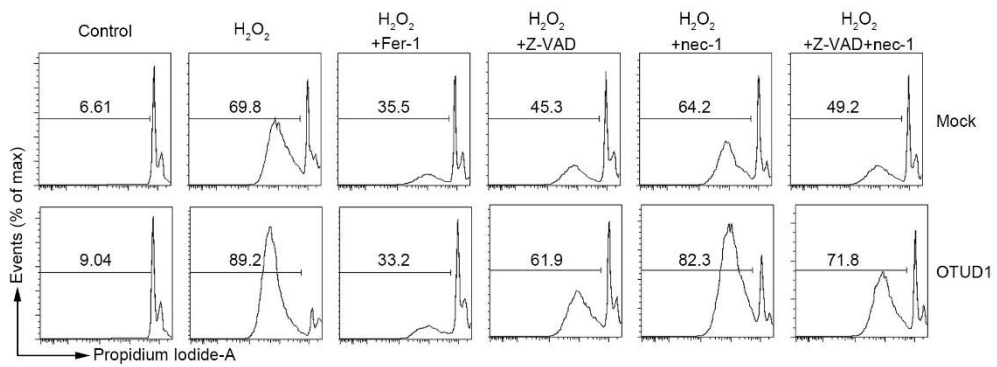 Control
H₂O₂
H₂O₂
+Fer-1
H₂O₂
+Z-VAD
H₂O₂
+nec-1
H₂O₂
+Z-VAD+nec-1
6.61
69.8
35.5
45.3
64.2
49.2
Mock
9.04
89.2
33.2
61.9
82.3
71.8
OTUD1
Events (% of max)
Propidium Iodide-A